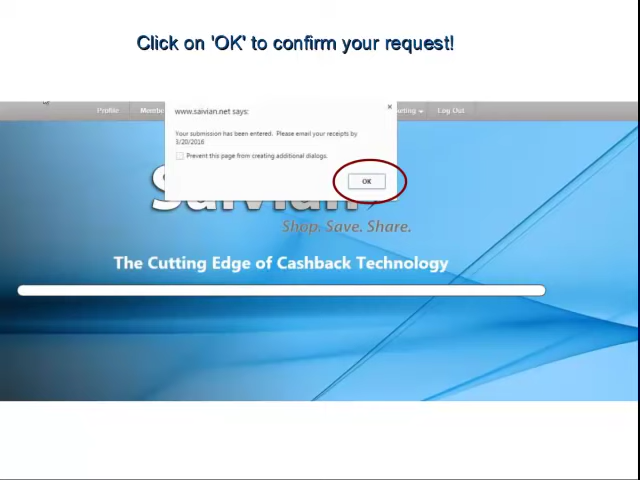 Click on 'OK' to confirm your request!
Profile
Log Out
www.saivian.net says:
Your submission has been entered. Please email your receipts by
3/20/2016
Prevent this page from creating additional dialogs.
OK
Saivian
Shop. Save. Share.
The Cutting Edge of Cashback Technology